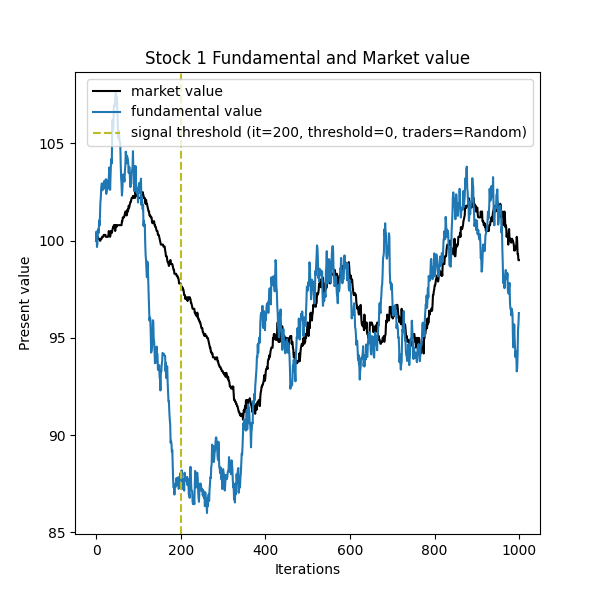 Stock 1 Fundamental and Market value
market value
fundamental value
signal threshold (it=200, threshold=0, traders=Random)
105
100
95
90
85
Present value
0
200
400
600
800
1000
Iterations